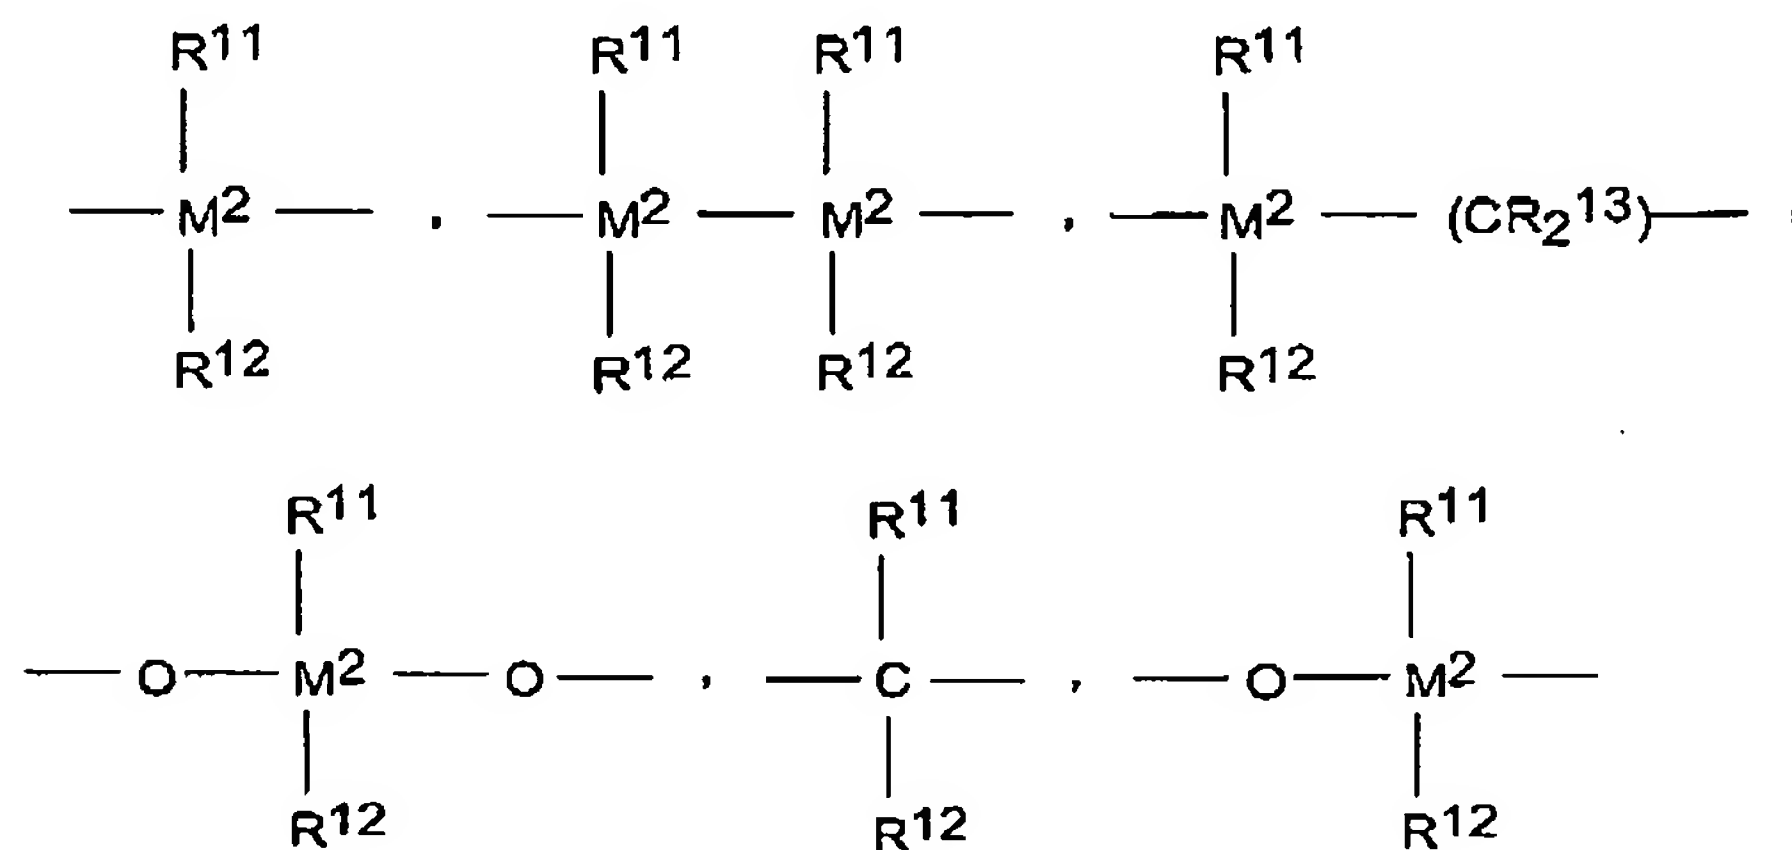 R11 R11 R11 R11
— M2 — , — M2 — M2 — , — M2 — (CR213) — ,
R12 R12 R12 R12
R11 R11 R11
— O — M2 — O — , — C — , — O — M2 —
R12 R12 R12